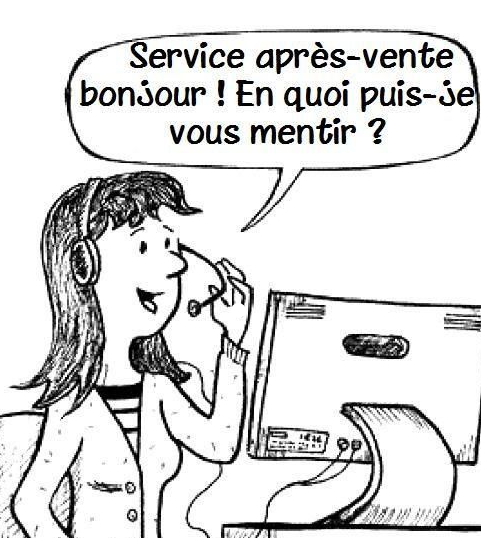 Service après-vente
bonjour ! En quoi puis-je
vous mentir ?